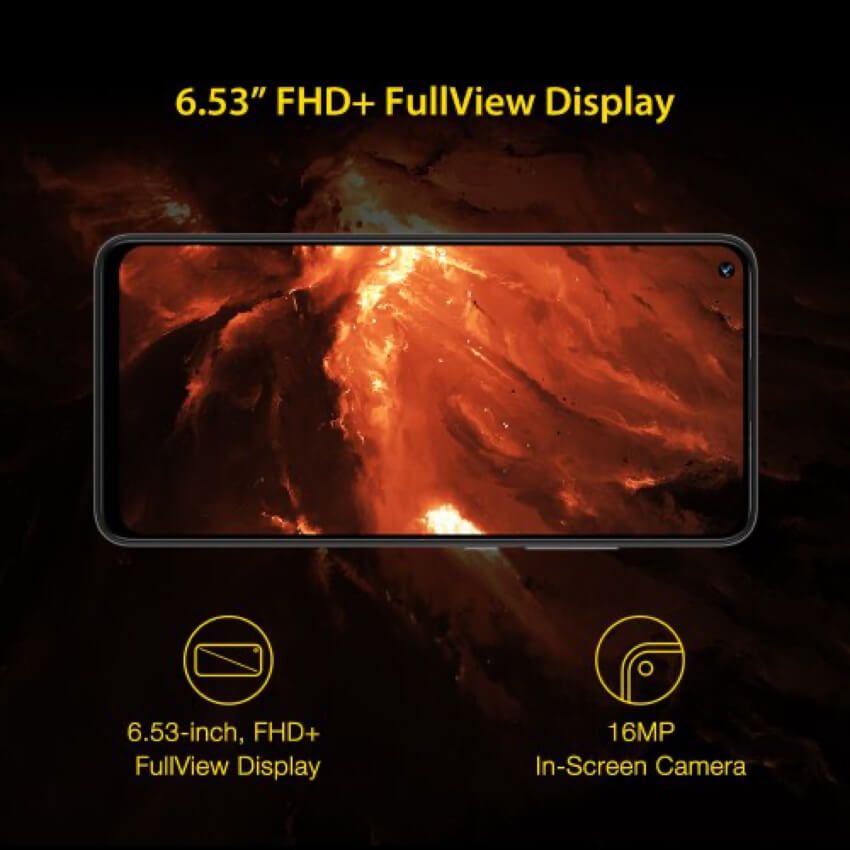 6.53” FHD+ FullView Display
6.53-inch, FHD+
FullView Display
16MP
In-Screen Camera